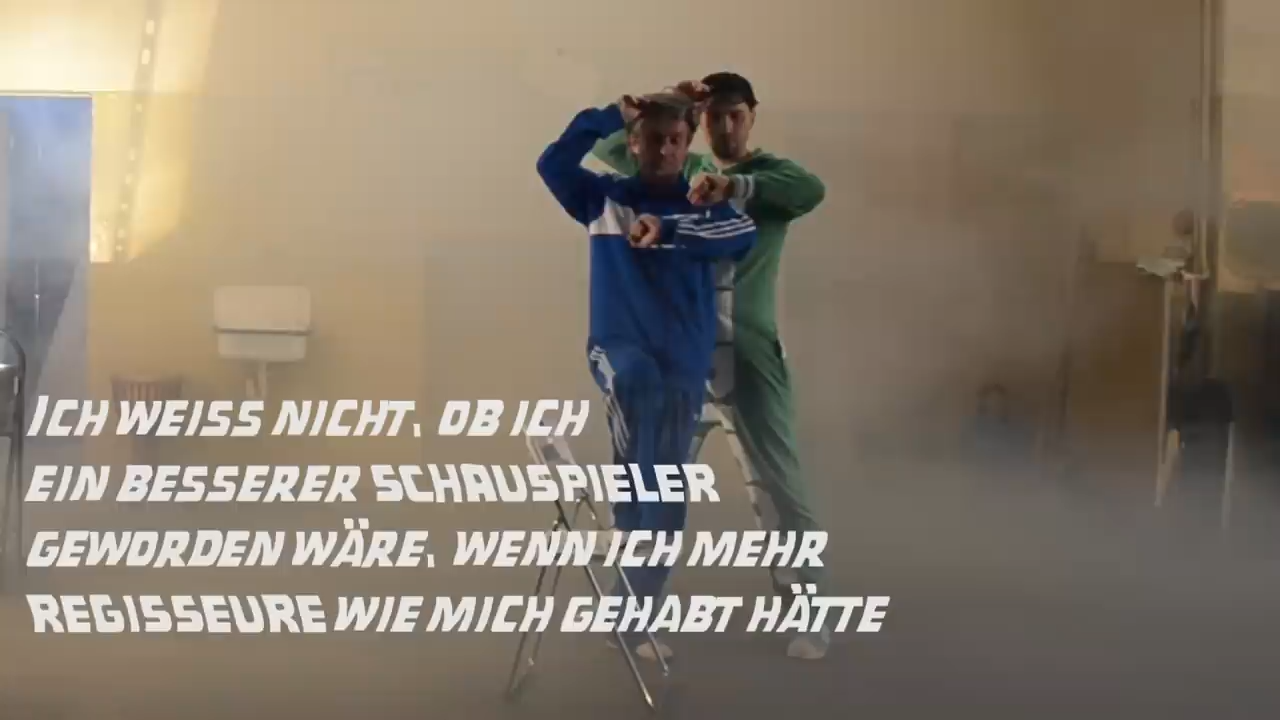 ICH WEISS NICHT, OB ICH
EIN BESSERER SCHAUSPIELER
GEWORDEN WÄRE, WENN ICH MEHR
REGISSEURE WIE MICH GEHABT HÄTTE